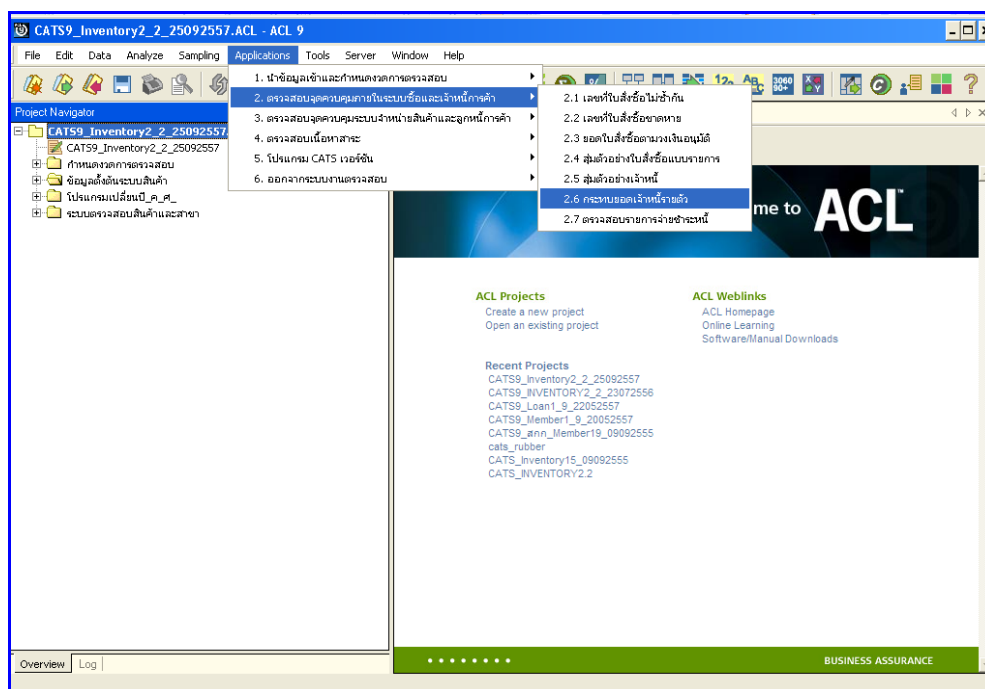 CATS9_Inventory2_2_25092557.ACL - ACL 9
File Edit Data Analyze Sampling Applications Tools Server Window Help
1. นำข้อมูลเข้าและกำหนดงวดการตรวจสอบ
2. ตรวจสอบจุดควบคุมภายในระบบซื้อและเจ้าหนี้การค้า
3. ตรวจสอบจุดควบคุมระบบจำหน่ายสินค้าและลูกหนี้การค้า
4. ตรวจสอบเนื้อหาสาระ
5. โปรแกรม CATS เวอร์ชัน
6. ออกจากระบบงานตรวจสอบ
2.1 เลขที่ใบสั่งซื้อไม่ซ้ำกัน
2.2 เลขที่ใบสั่งซื้อขาดหาย
2.3 ยอดใบสั่งซื้อตามวงเงินอนุมัติ
2.4 สุ่มตัวอย่างใบสั่งซื้อแบบรายการ
2.5 สุ่มตัวอย่างเจ้าหนี้
2.6 กระทบยอดเจ้าหนี้รายตัว
2.7 ตรวจสอบรายการจ่ายชำระหนี้
Project Navigator
CATS9_Inventory2_2_25092557.
CATS9_Inventory2_2_25092557
กำหนดงวดการตรวจสอบ
ข้อมูลตั้งต้นระบบสินค้า
โปรแกรมเปลี่ยนปี_ค_ศ_
ระบบตรวจสอบสินค้าและสาขา
me to ACL™
ACL Projects
Create a new project
Open an existing project
Recent Projects
CATS9_Inventory2_2_25092557
CATS9_INVENTORY2_2_23072556
CATS9_Loan1_9_22052557
CATS9_Member1_9_20052557
CATS9_สกก_Member19_09092555
cats_rubber
CATS_Inventory15_09092555
CATS_INVENTORY2.2
ACL Weblinks
ACL Homepage
Online Learning
Software/Manual Downloads
Overview Log
BUSINESS ASSURANCE